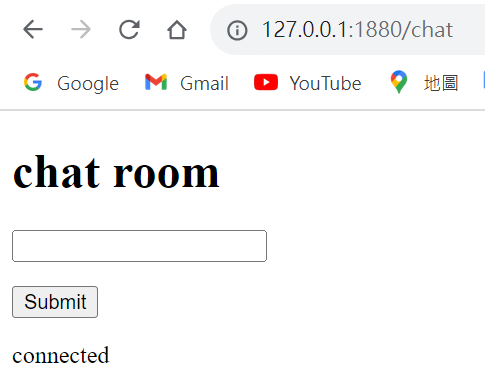 127.0.0.1:1880/chat
Google Gmail YouTube 地圖
chat room
Submit
connected